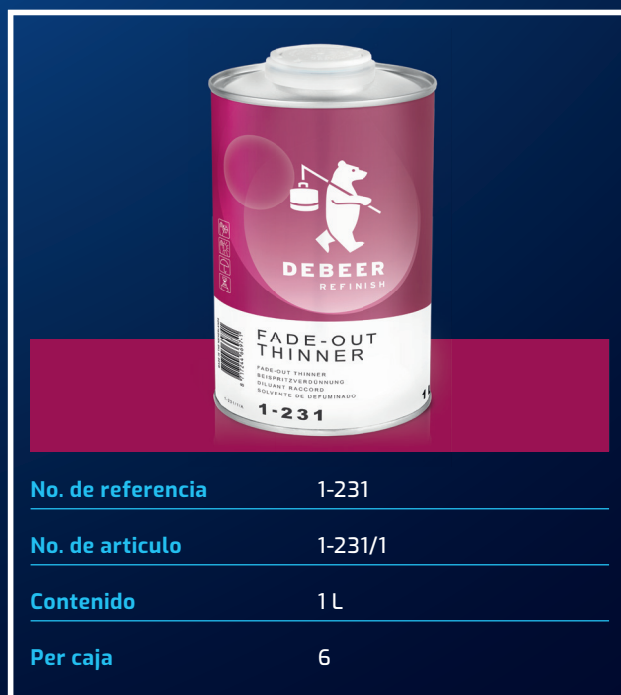 DEBEER
REFINISH
FADE-OUT
THINNER
FADE-OUT THINNER
BEISPRITZVERDÜNNUNG
DILUANT RACCORD
SOLVENTE DE DEFUMINADO
1-231
No. de referencia 1-231
No. de articulo 1-231/1
Contenido 1 L
Per caja 6